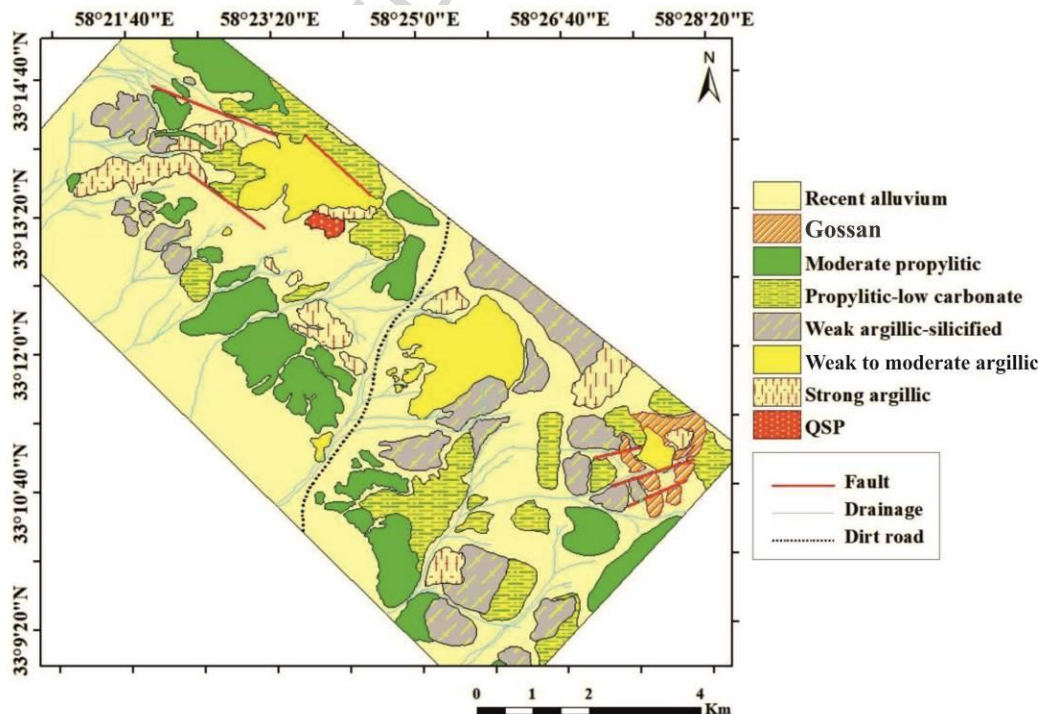 58°21'40"E 58°23'20"E 58°25'0"E 58°26'40"E 58°28'20"E
33°14'40"N
33°13'20"N
33°12'0"N
33°10'40"N
33°9'20"N
N
Recent alluvium
Gossan
Moderate propylitic
Propylitic-low carbonate
Weak argillic-silicified
Weak to moderate argillic
Strong argillic
QSP
Fault
Drainage
Dirt road
0 1 2 4
Km